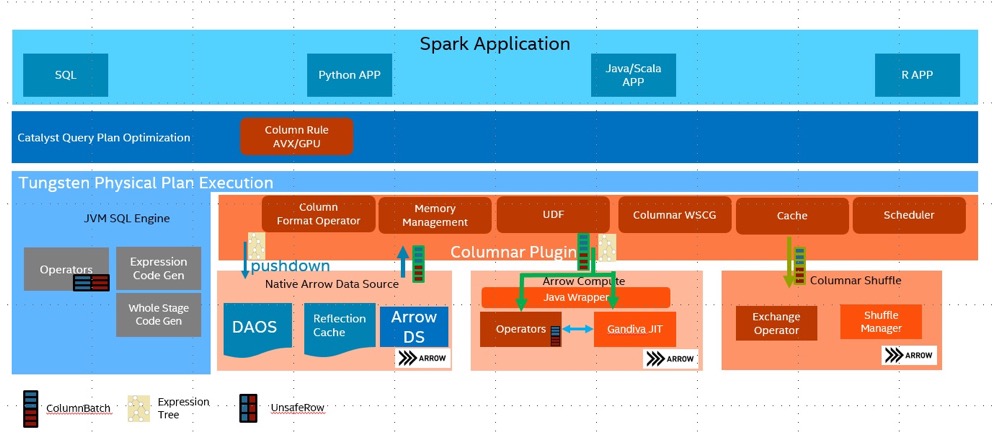 Spark Application
SQL
Python APP
Java/Scala
APP
R APP
Catalyst Query Plan Optimization
Column Rule
AVX/GPU
Tungsten Physical Plan Execution
JVM SQL Engine
Operators
Expression
Code Gen
Whole Stage
Code Gen
Column
Format Operator
Memory
Management
UDF
Columnar WSCG
Cache
Scheduler
Columnar Plugin
pushdown
Native Arrow Data Source
DAOS
Reflection
Cache
Arrow
DS
ARROW
Arrow Compute
Java Wrapper
Operators
Gandiva JIT
ARROW
Columnar Shuffle
Exchange
Operator
Shuffle
Manager
ARROW
ColumnBatch
Expression
Tree
UnsafeRow